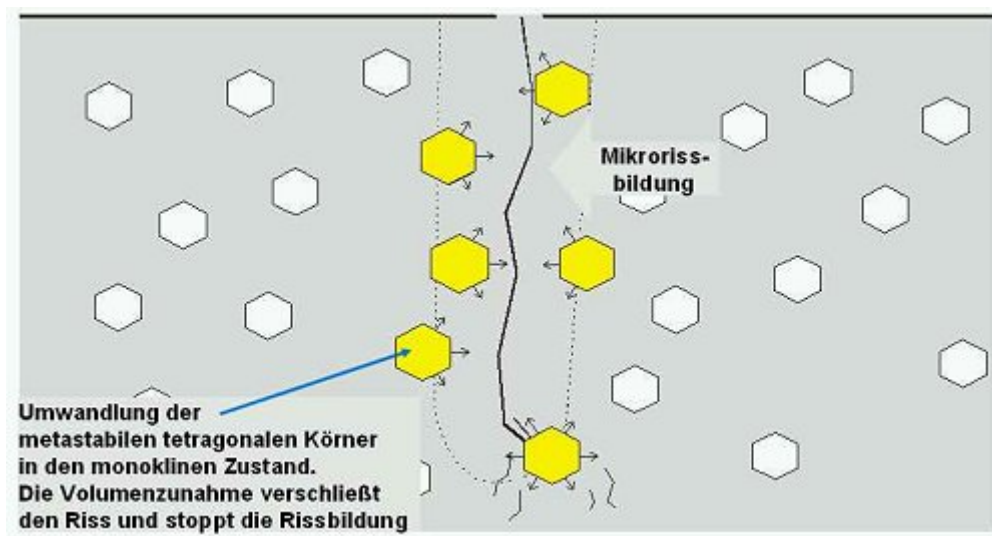 Mikroriss-
bildung
Umwandlung der
metastabilen tetragonalen Körner
in den monoklinen Zustand.
Die Volumenzunahme verschließt
den Riss und stoppt die Rissbildung